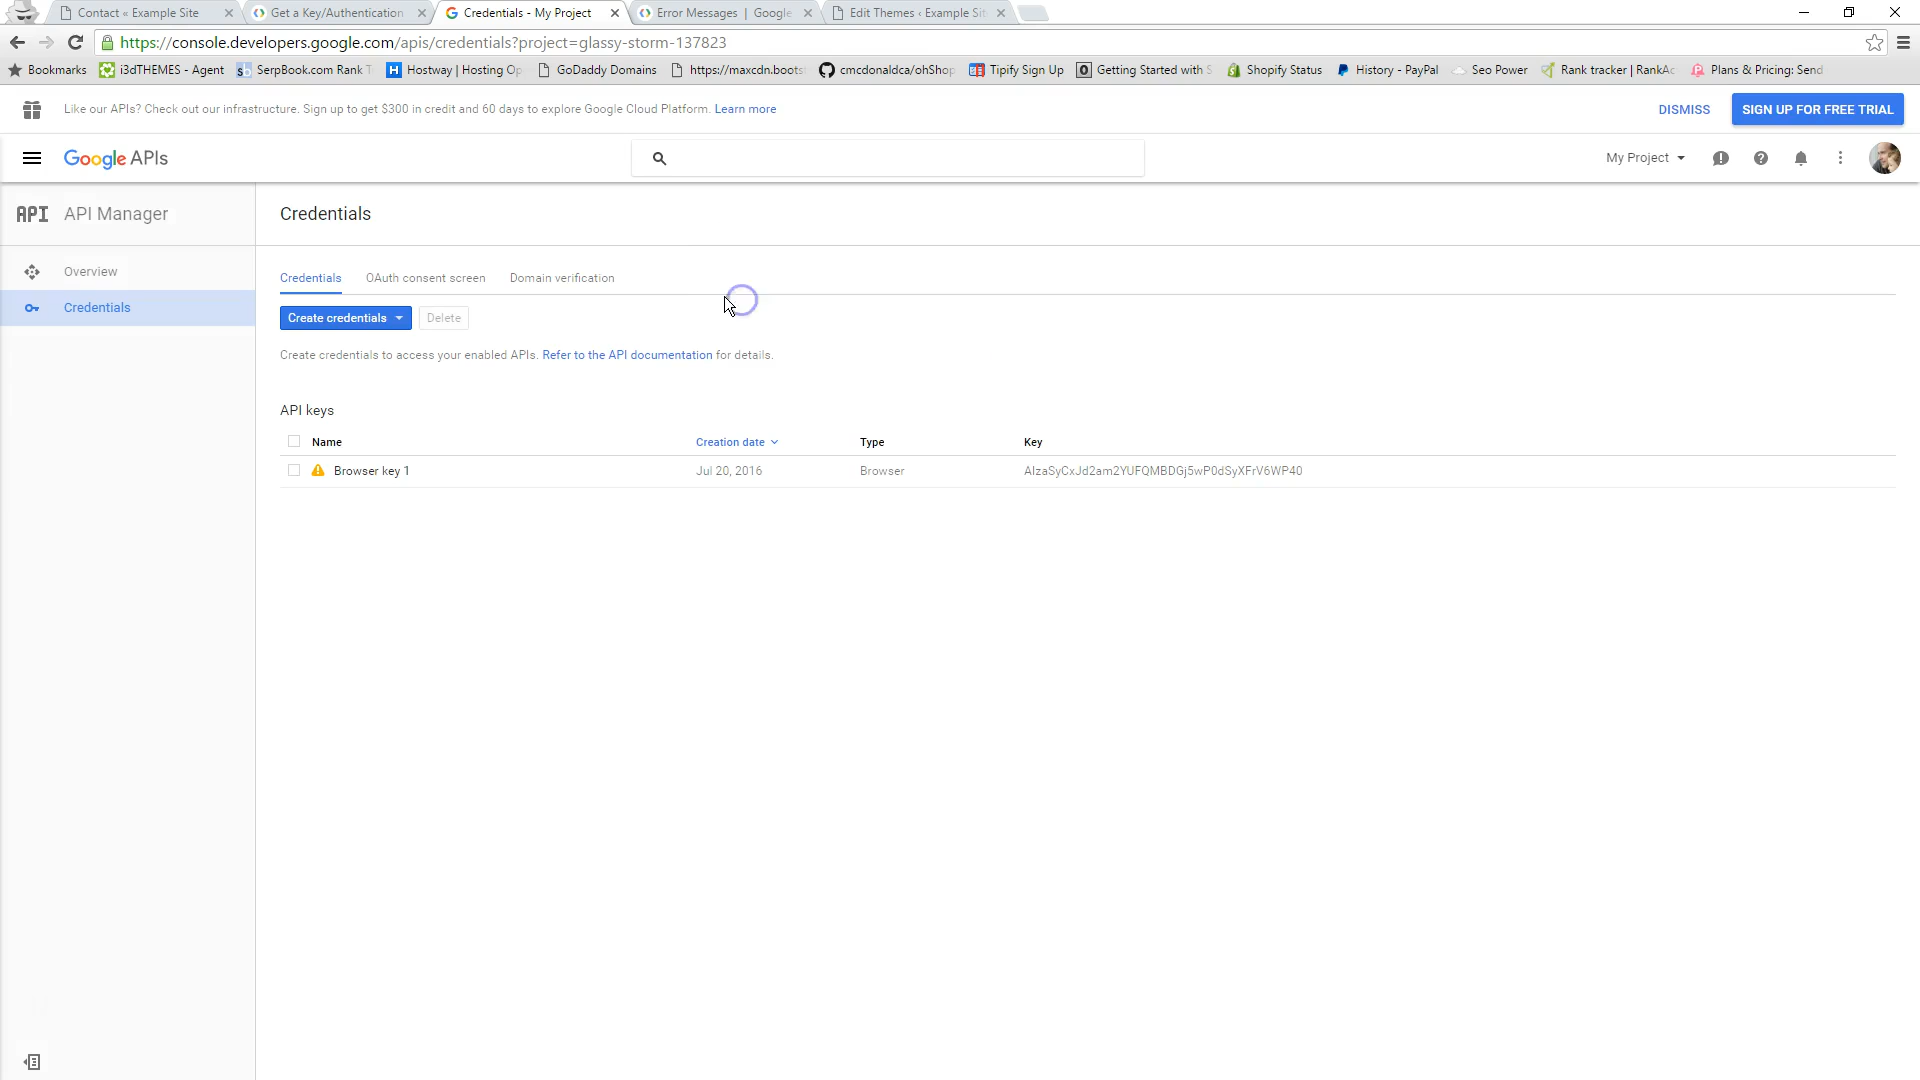 Contact « Example Site
Get a Key/Authentication
Credentials - My Project
Error Messages | Google
Edit Themes ‹ Example Sit
https://console.developers.google.com/apis/credentials?project=glassy-storm-137823
Bookmarks
i3dTHEMES - Agent
SerpBook.com Rank T
Hostway | Hosting Op
GoDaddy Domains
https://maxcdn.boots
cmcdonaldca/ohShop
Tipify Sign Up
Getting Started with S
Shopify Status
History - PayPal
Seo Power
Rank tracker | RankAc
Plans & Pricing: Send
Like our APIs? Check out our infrastructure. Sign up to get $300 in credit and 60 days to explore Google Cloud Platform. Learn more
DISMISS
SIGN UP FOR FREE TRIAL
Google APIs
My Project
API API Manager
Credentials
Overview
Credentials
Credentials
OAuth consent screen
Domain verification
Create credentials
Delete
Create credentials to access your enabled APIs. Refer to the API documentation for details.
API keys
Name
Creation date
Type
Key
Browser key 1
Jul 20, 2016
Browser
AIzaSyCxJd2am2YUFQMBDGj5wP0dSyXFrV6WP40